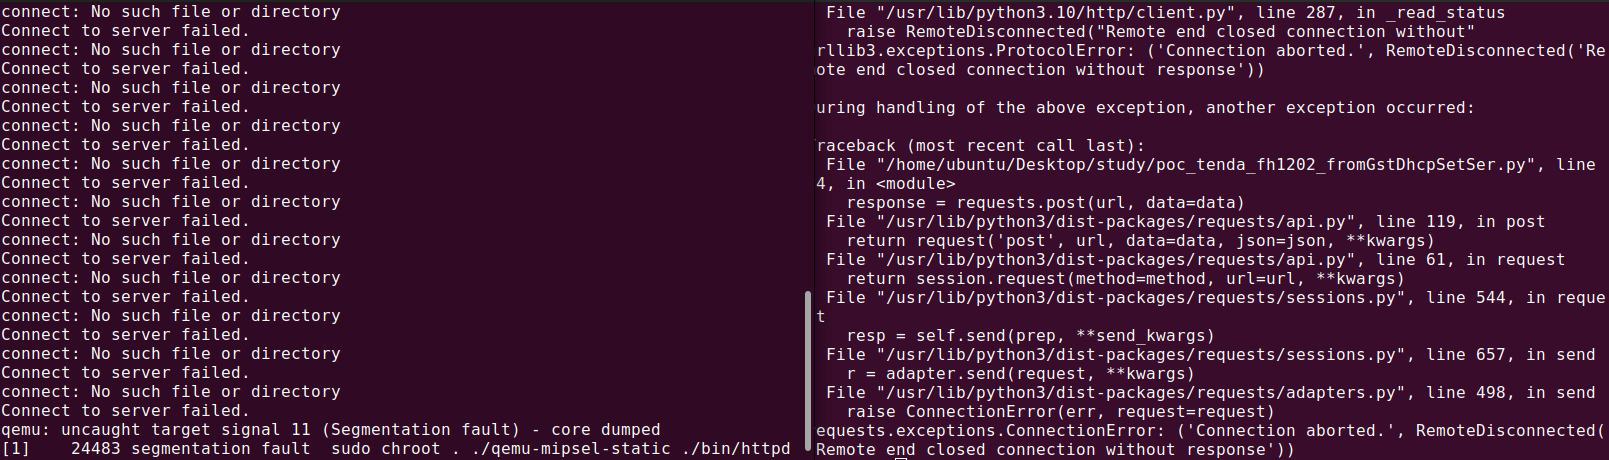 connect: No such file or directory
Connect to server failed.
connect: No such file or directory
Connect to server failed.
connect: No such file or directory
Connect to server failed.
connect: No such file or directory
Connect to server failed.
connect: No such file or directory
Connect to server failed.
connect: No such file or directory
Connect to server failed.
connect: No such file or directory
Connect to server failed.
connect: No such file or directory
Connect to server failed.
connect: No such file or directory
Connect to server failed.
connect: No such file or directory
Connect to server failed.
connect: No such file or directory
Connect to server failed.
qemu: uncaught target signal 11 (Segmentation fault) - core dumped
[1]    24483 segmentation fault  sudo chroot . ./qemu-mipsel-static ./bin/httpd
File "/usr/lib/python3.10/http/client.py", line 287, in _read_status
raise RemoteDisconnected("Remote end closed connection without"
rllib3.exceptions.ProtocolError: ('Connection aborted.', RemoteDisconnected('Re
ote end closed connection without response'))
uring handling of the above exception, another exception occurred:
raceback (most recent call last):
File "/home/ubuntu/Desktop/study/poc_tenda_fh1202_fromGstDhcpSetSer.py", line
4, in <module>
response = requests.post(url, data=data)
File "/usr/lib/python3/dist-packages/requests/api.py", line 119, in post
return request('post', url, data=data, json=json, **kwargs)
File "/usr/lib/python3/dist-packages/requests/api.py", line 61, in request
return session.request(method=method, url=url, **kwargs)
File "/usr/lib/python3/dist-packages/requests/sessions.py", line 544, in reque
t
resp = self.send(prep, **send_kwargs)
File "/usr/lib/python3/dist-packages/requests/sessions.py", line 657, in send
r = adapter.send(request, **kwargs)
File "/usr/lib/python3/dist-packages/requests/adapters.py", line 498, in send
raise ConnectionError(err, request=request)
equests.exceptions.ConnectionError: ('Connection aborted.', RemoteDisconnected(
Remote end closed connection without response'))